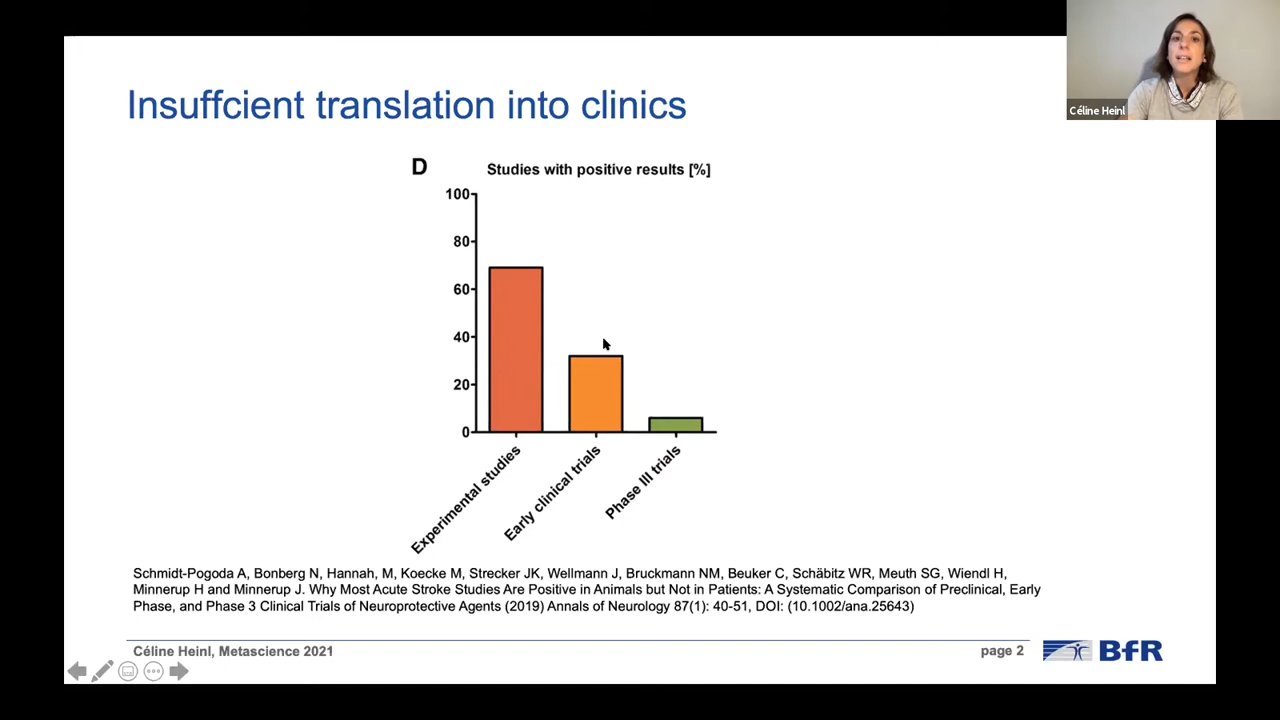 Céline Heinl
Insuffcient translation into clinics
D
Studies with positive results [%]
100
80
60
40
20
0
Experimental studies
Early clinical trials
Phase III trials
Schmidt-Pogoda A, Bonberg N, Hannah, M, Koecke M, Strecker JK, Wellmann J, Bruckmann NM, Beuker C, Schäbitz WR, Meuth SG, Wiendl H,
Minnerup H and Minnerup J. Why Most Acute Stroke Studies Are Positive in Animals but Not in Patients: A Systematic Comparison of Preclinical, Early
Phase, and Phase 3 Clinical Trials of Neuroprotective Agents (2019) Annals of Neurology 87(1): 40-51, DOI: (10.1002/ana.25643)
Céline Heinl, Metascience 2021
page 2
BfR